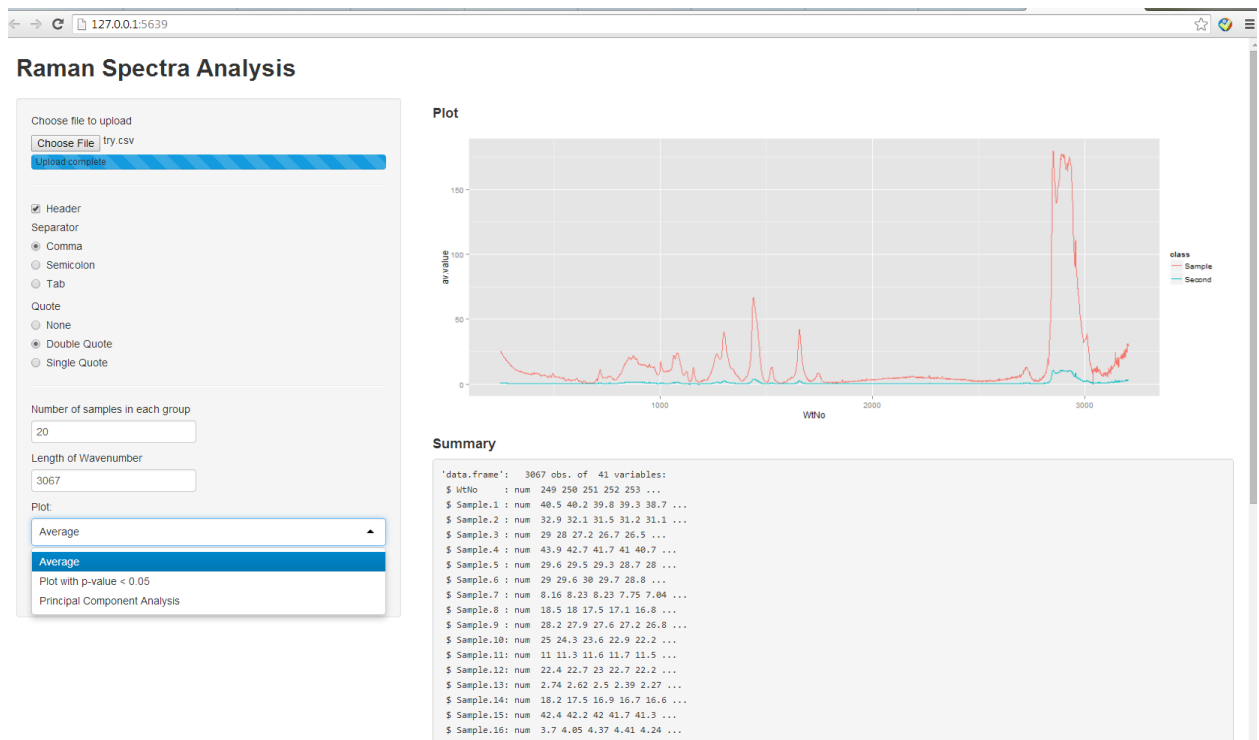 127.0.0.1:5639
Raman Spectra Analysis
Choose file to upload
Choose File try.csv
Upload complete
Header
Separator
Comma
Semicolon
Tab
Quote
None
Double Quote
Single Quote
Number of samples in each group
20
Length of Wavenumber
3067
Plot:
Average
Average
Plot with p-value < 0.05
Principal Component Analysis
Plot
150
100
50
0
av.value
1000 2000 3000
WtNo
class
Sample
Second
Summary
'data.frame':   3067 obs. of  41 variables:
$ WtNo     : num  249 250 251 252 253 ...
$ Sample.1 : num  40.5 40.2 39.8 39.3 38.7 ...
$ Sample.2 : num  32.9 32.1 31.5 31.2 31.1 ...
$ Sample.3 : num  29 28 27.2 26.7 26.5 ...
$ Sample.4 : num  43.9 42.7 41.7 41 40.7 ...
$ Sample.5 : num  29.6 29.5 29.3 28.7 28 ...
$ Sample.6 : num  29 29.6 30 29.7 28.8 ...
$ Sample.7 : num  8.16 8.23 8.23 7.75 7.04 ...
$ Sample.8 : num  18.5 18 17.5 17.1 16.8 ...
$ Sample.9 : num  28.2 27.9 27.6 27.2 26.8 ...
$ Sample.10: num  25 24.3 23.6 22.9 22.2 ...
$ Sample.11: num  11 11.3 11.6 11.7 11.5 ...
$ Sample.12: num  22.4 22.7 23 22.7 22.2 ...
$ Sample.13: num  2.74 2.62 2.5 2.39 2.27 ...
$ Sample.14: num  18.2 17.5 16.9 16.7 16.6 ...
$ Sample.15: num  42.4 42.2 42 41.7 41.3 ...
$ Sample.16: num  3.7 4.05 4.37 4.41 4.24 ...